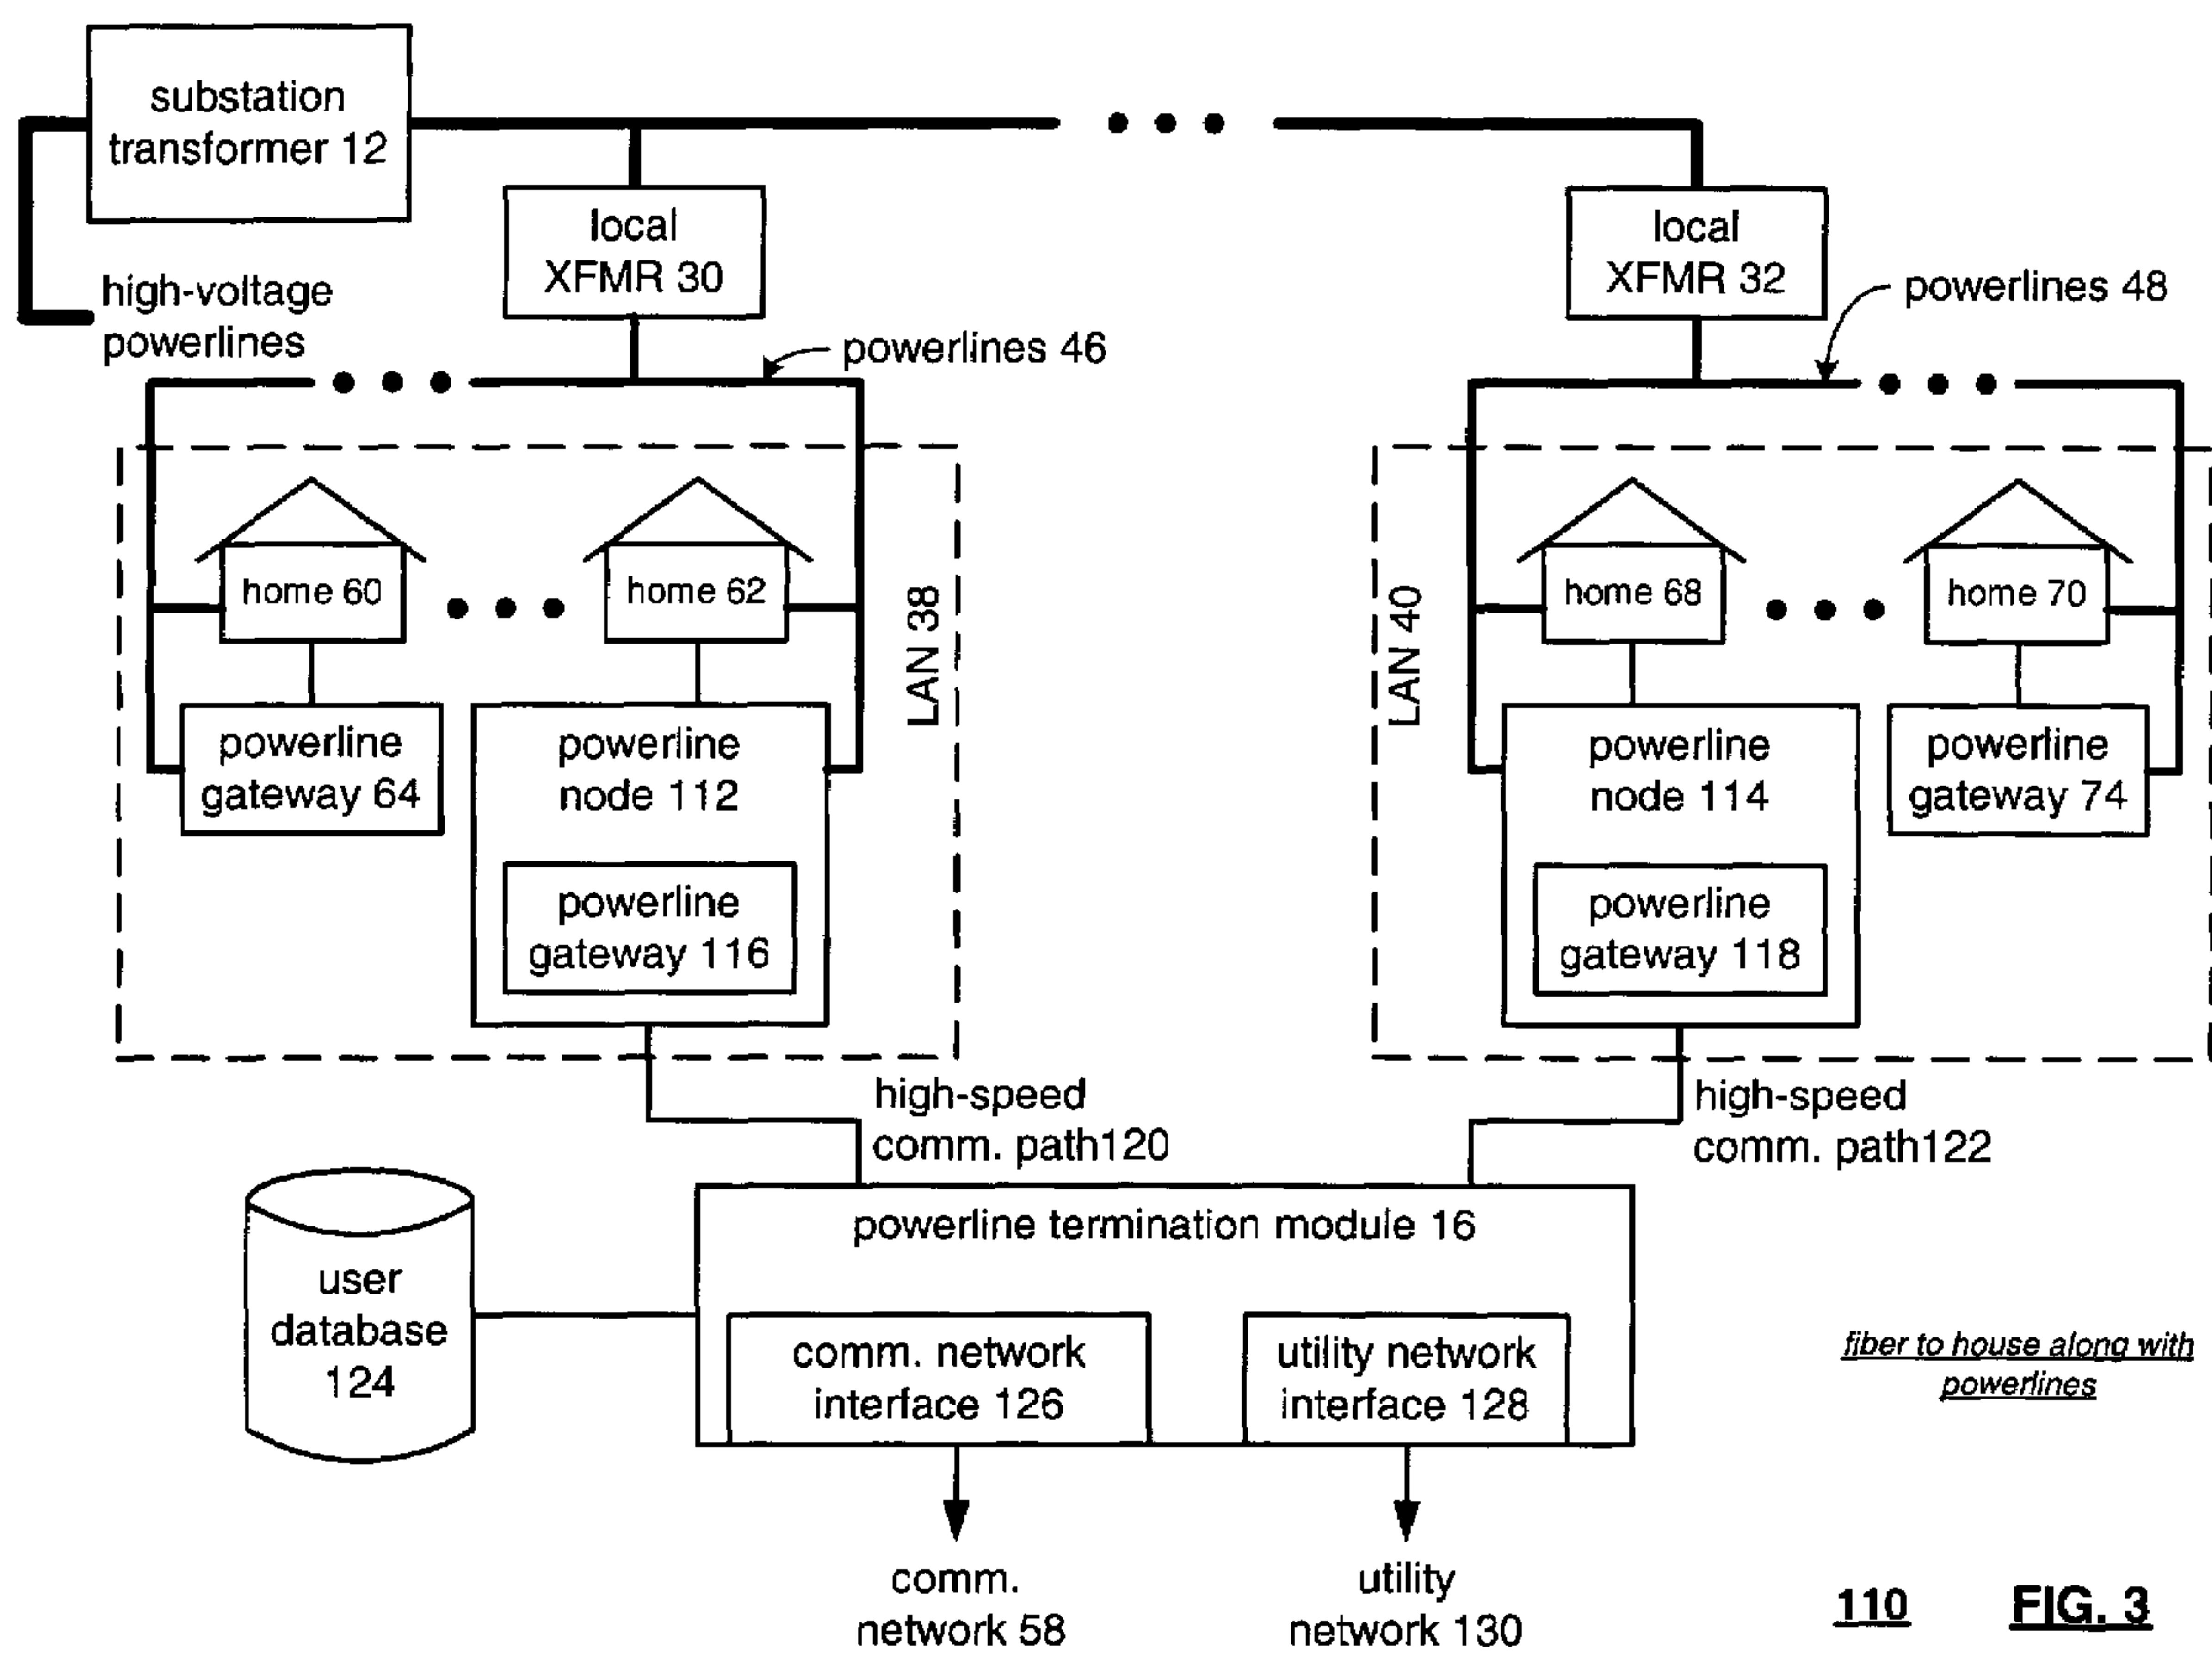 substation
transformer 12
high-voltage
powerlines
local
XFMR 30
local
XFMR 32
powerlines 46
powerlines 48
home 60
home 62
LAN 38
powerline
gateway 64
powerline
node 112
powerline
gateway 116
LAN 40
home 68
home 70
powerline
node 114
powerline
gateway 118
powerline
gateway 74
high-speed
comm. path120
high-speed
comm. path122
user
database
124
powerline termination module 16
comm. network
interface 126
utility network
interface 128
fiber to house along with
powerlines
comm.
network 58
utility
network 130
110
FIG. 3